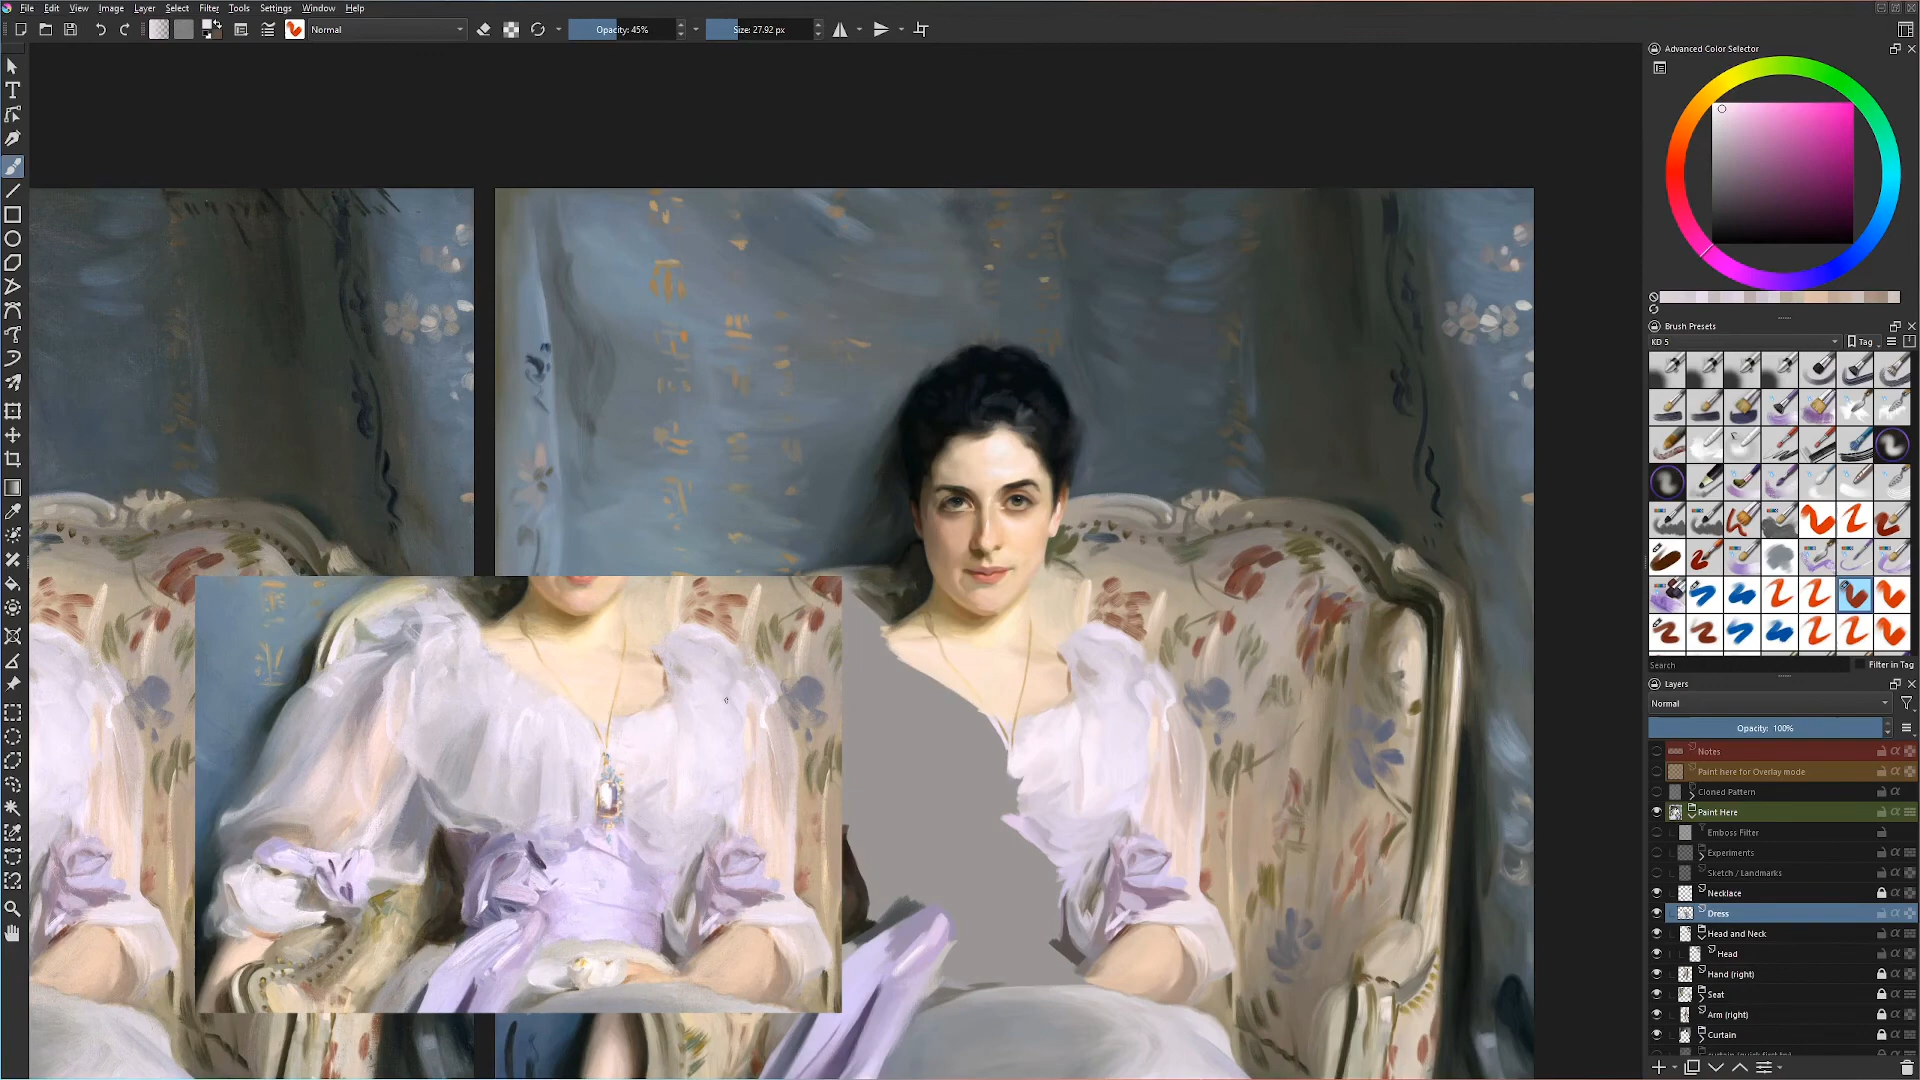 File Edit View Image Layer Select Filter Tools Settings Window Help
Normal
Opacity: 45%
Size: 27.92 px
Advanced Color Selector
Brush Presets
KD 5
Tag
Search
Filter in Tag
Layers
Normal
Opacity: 100%
Notes
Paint here for Overlay mode
Cloned Pattern
Paint Here
Emboss Filter
Experiments
Sketch / Landmarks
Necklace
Dress
Head and Neck
Head
Hand (right)
Seat
Arm (right)
Curtain